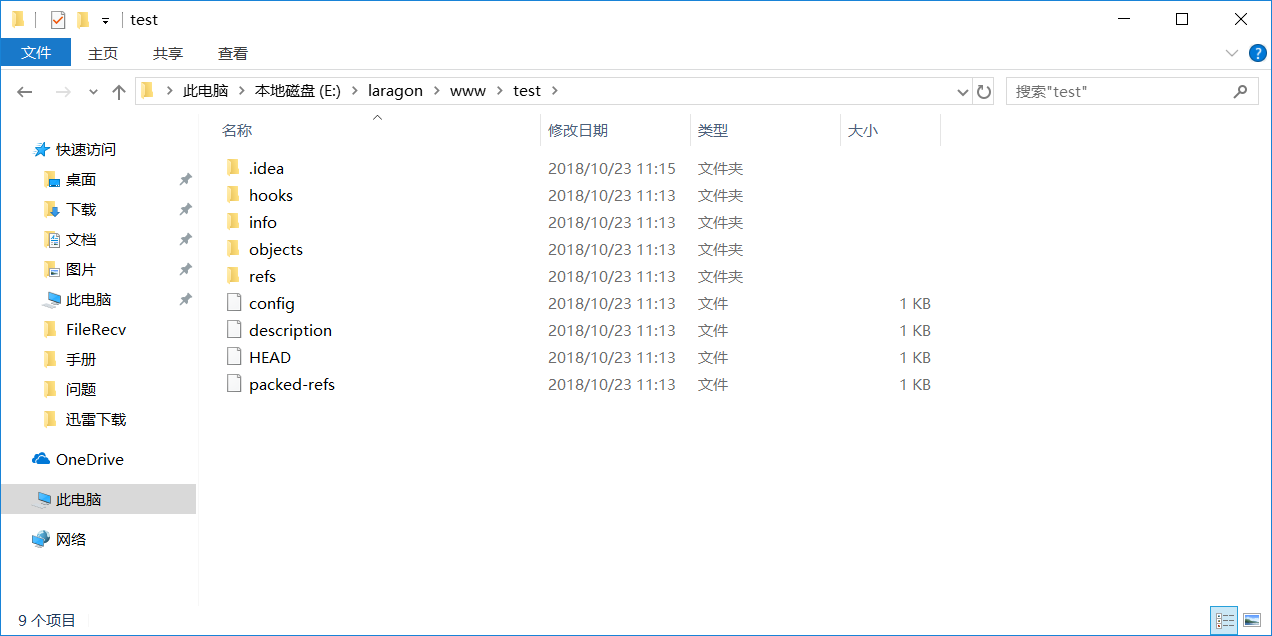 test
文件 主页 共享 查看
此电脑 本地磁盘 (E:) laragon www test 搜索"test"
名称 修改日期 类型 大小
快速访问
桌面
下载
文档
图片
此电脑
FileRecv
手册
问题
迅雷下载
OneDrive
此电脑
网络
.idea 2018/10/23 11:15 文件夹
hooks 2018/10/23 11:13 文件夹
info 2018/10/23 11:13 文件夹
objects 2018/10/23 11:13 文件夹
refs 2018/10/23 11:13 文件夹
config 2018/10/23 11:13 文件 1 KB
description 2018/10/23 11:13 文件 1 KB
HEAD 2018/10/23 11:13 文件 1 KB
packed-refs 2018/10/23 11:13 文件 1 KB
9 个项目